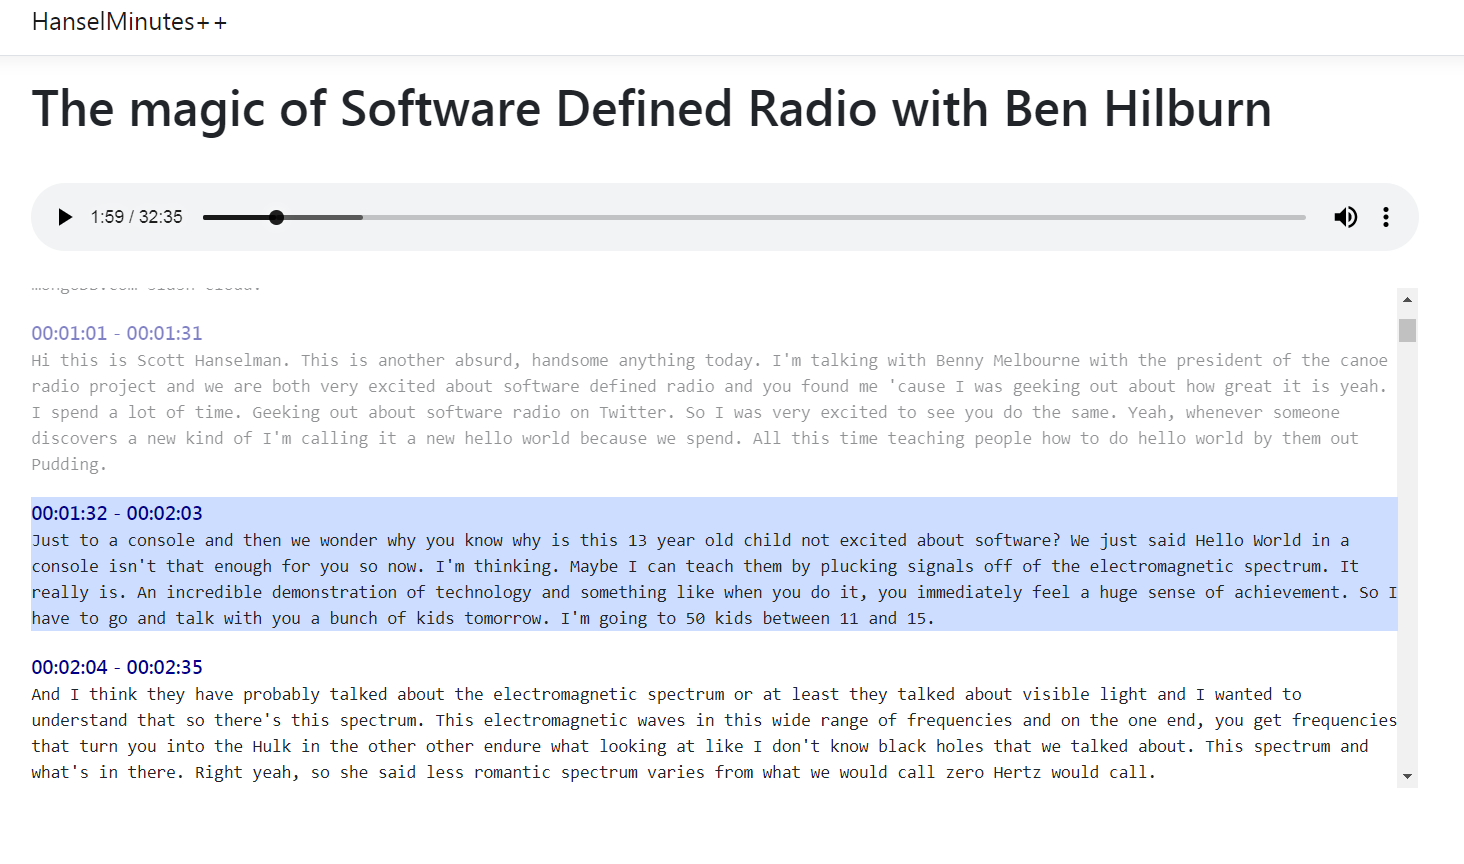 HanselMinutes++
The magic of Software Defined Radio with Ben Hilburn
1:59 / 32:35
mongoDB.com slash cloud.
00:01:01 - 00:01:31
Hi this is Scott Hanselman. This is another absurd, handsome anything today. I'm talking with Benny Melbourne with the president of the canoe
radio project and we are both very excited about software defined radio and you found me 'cause I was geeking out about how great it is yeah.
I spend a lot of time. Geeking out about software radio on Twitter. So I was very excited to see you do the same. Yeah, whenever someone
discovers a new kind of I'm calling it a new hello world because we spend. All this time teaching people how to do hello world by them out
Pudding.
00:01:32 - 00:02:03
Just to a console and then we wonder why you know why is this 13 year old child not excited about software? We just said Hello World in a
console isn't that enough for you so now. I'm thinking. Maybe I can teach them by plucking signals off of the electromagnetic spectrum. It
really is. An incredible demonstration of technology and something like when you do it, you immediately feel a huge sense of achievement. So I
have to go and talk with you a bunch of kids tomorrow. I'm going to 50 kids between 11 and 15.
00:02:04 - 00:02:35
And I think they have probably talked about the electromagnetic spectrum or at least they talked about visible light and I wanted to
understand that so there's this spectrum. This electromagnetic waves in this wide range of frequencies and on the one end, you get frequencies
that turn you into the Hulk in the other other endure what looking at like I don't know black holes that we talked about. This spectrum and
what's in there. Right yeah, so she said less romantic spectrum varies from what we would call zero Hertz would call.